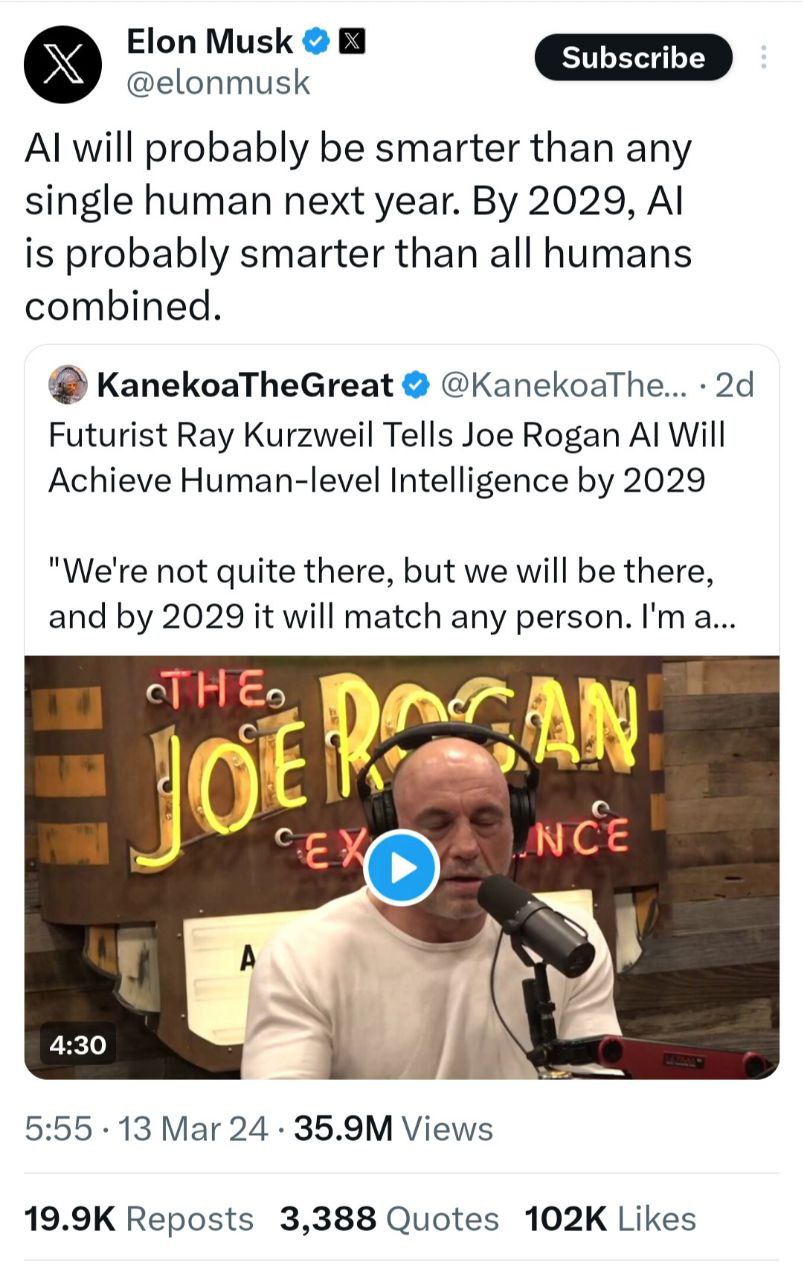 Elon Musk
@elonmusk
Subscribe
AI will probably be smarter than any
single human next year. By 2029, AI
is probably smarter than all humans
combined.
KanekoaTheGreat @KanekoaThe... · 2d
Futurist Ray Kurzweil Tells Joe Rogan AI Will
Achieve Human-level Intelligence by 2029
"We're not quite there, but we will be there,
and by 2029 it will match any person. I'm a...
THE
JOE ROGAN
EX NCE
A
4:30
5:55 · 13 Mar 24 · 35.9M Views
19.9K Reposts 3,388 Quotes 102K Likes